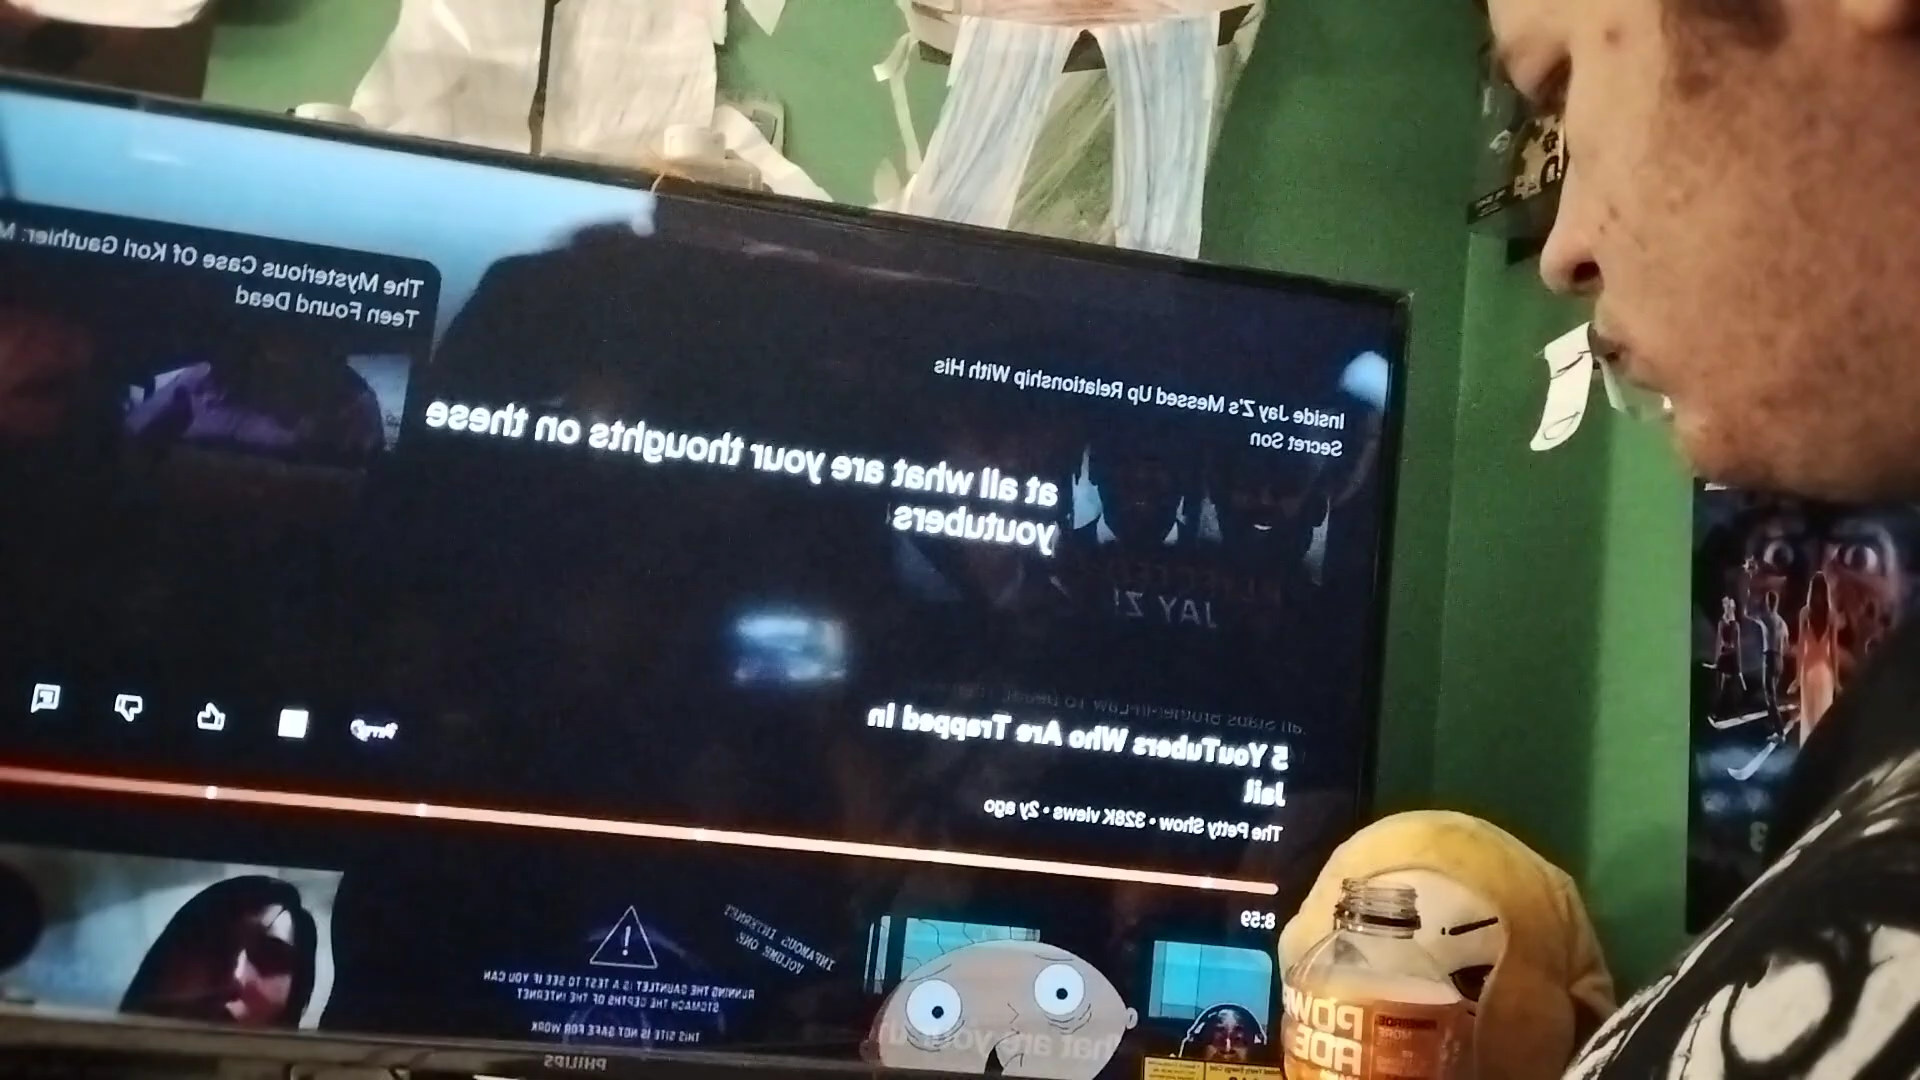 The Mysterious Case Of Kori Gauthier: M
Teen Found Dead
Inside Jay Z's Messed Up Relationship With His
Secret Son
at all what are your thoughts on these
youtubers
JAY Z!
5 YouTubers Who Are Trapped In
Jail
The Petty Show • 328K views • 2y ago
8:59
INFAMOUS INTERNET
VOLUME ONE
!
RUNNING THE GAUNTLET IS A TEST TO SEE IF YOU CAN
STOMACH THE DEPTHS OF THE INTERNET
THIS SITE IS NOT SAFE FOR WORK
PHILIPS
POWER
ADE